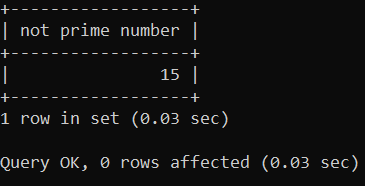 +------------------+
| not prime number |
+------------------+
|               15 |
+------------------+
1 row in set (0.03 sec)

Query OK, 0 rows affected (0.03 sec)